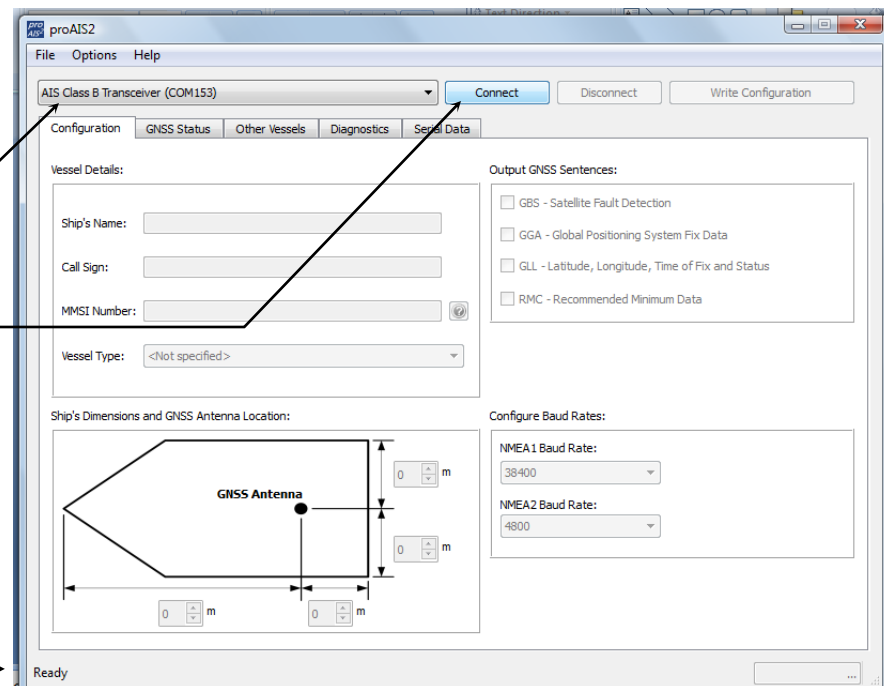 Text Direction
pro AIS² proAIS2
File Options Help
AIS Class B Transceiver (COM153) Connect Disconnect Write Configuration
Configuration GNSS Status Other Vessels Diagnostics Serial Data
Vessel Details:
Ship's Name:
Call Sign:
MMSI Number:
Vessel Type: <Not specified>
Output GNSS Sentences:
GBS - Satellite Fault Detection
GGA - Global Positioning System Fix Data
GLL - Latitude, Longitude, Time of Fix and Status
RMC - Recommended Minimum Data
Ship's Dimensions and GNSS Antenna Location:
0 m
GNSS Antenna
0 m
0 m 0 m
Configure Baud Rates:
NMEA1 Baud Rate:
38400
NMEA2 Baud Rate:
4800
Ready ...